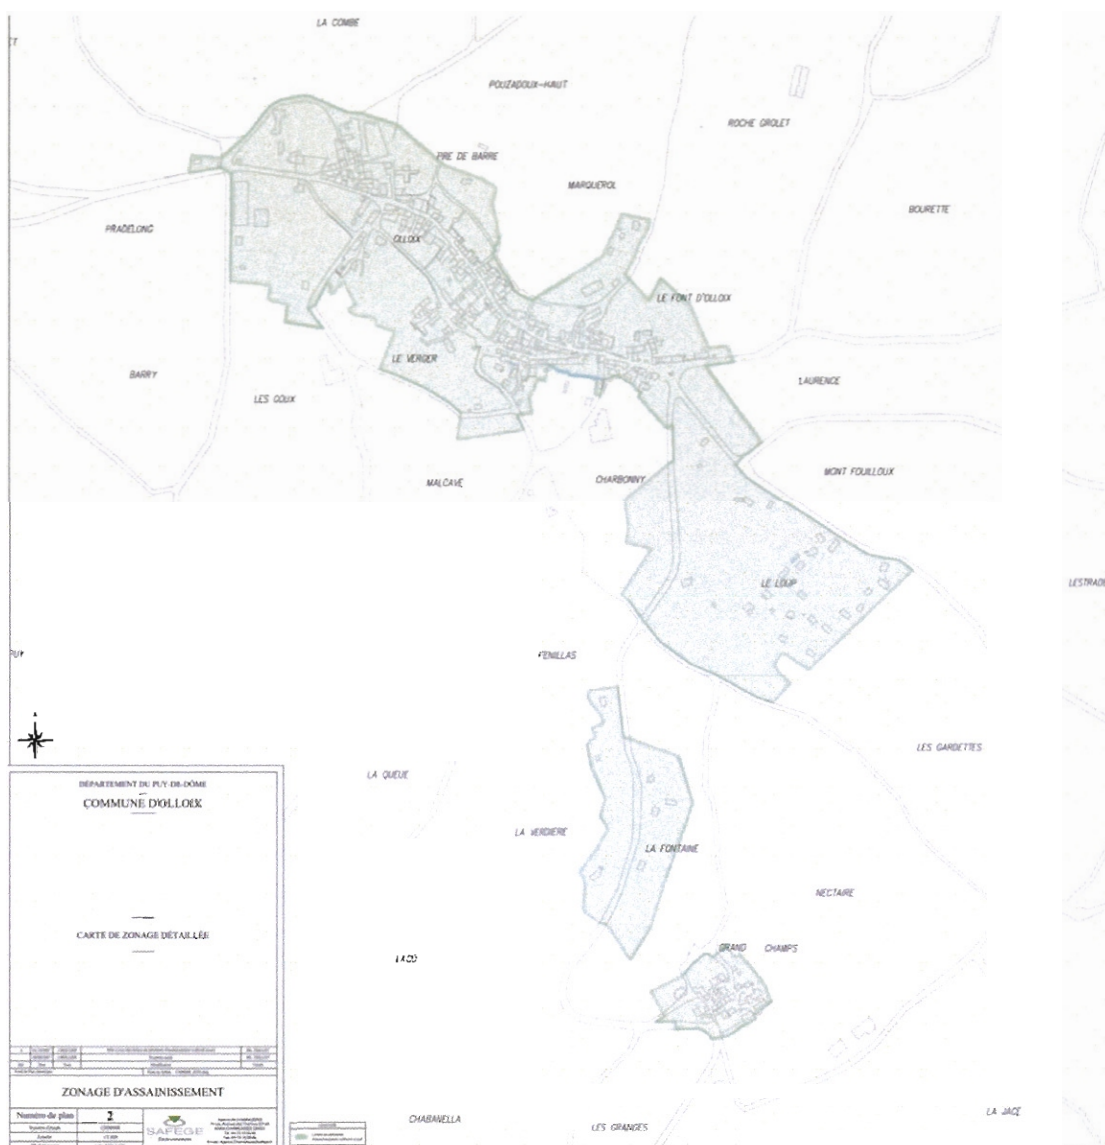 LA COMBE
POUZADOUX-HAUT
ROCHE GROLET
PRE DE BARRE
MARQUEROL
BOURETTE
PRADELONG
OLLOIX
LE FONT D'OLLOIX
LE VERGER
BARRY
LAURENCE
LES COUX
MONT FOUILLOUX
MALCAVE
CHARBONNY
LE LOUP
LESTRADE
PUY
FENILLAS
LES GARDETTES
LA QUEUE
DÉPARTEMENT DU PUY-DE-DÔME
COMMUNE D'OLLOIX
LA VERDIERE
LA FONTAINE
NECTAIRE
CARTE DE ZONAGE DÉTAILLÉE
GRAND CHAMPS
ZONAGE D'ASSAINISSEMENT
Numéro de plan 2
SAFEGE
Environnement
CHABANELLA
LES GRANGES
LA JACE